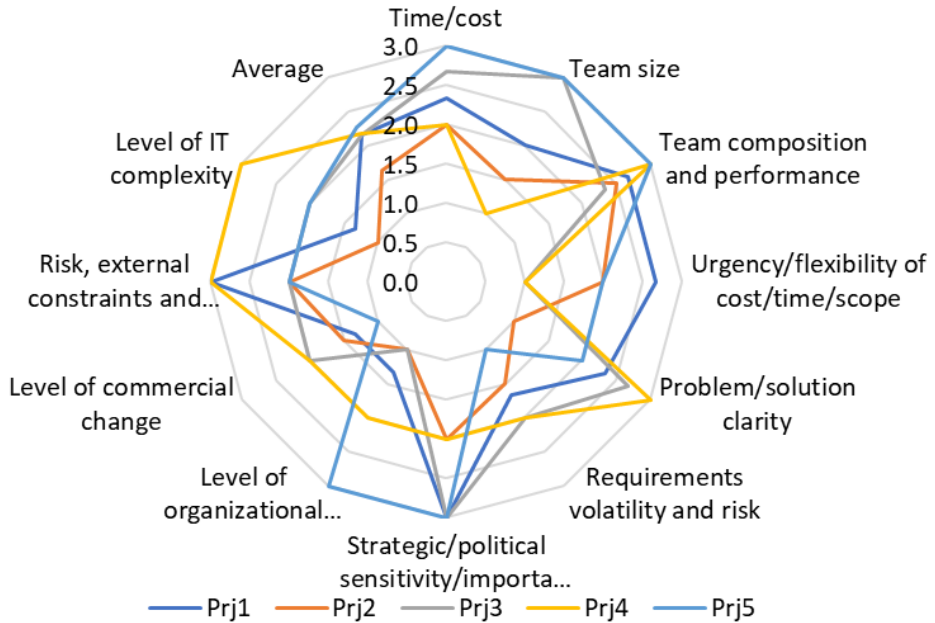 Time/cost
3.0
2.5
2.0
1.5
1.0
0.5
0.0
Team size
Team composition
and performance
Urgency/flexibility of
cost/time/scope
Problem/solution
clarity
Requirements
volatility and risk
Strategic/political
sensitivity/importa...
Level of
organizational...
Level of commercial
change
Risk, external
constraints and...
Level of IT
complexity
Average
Prj1
Prj2
Prj3
Prj4
Prj5